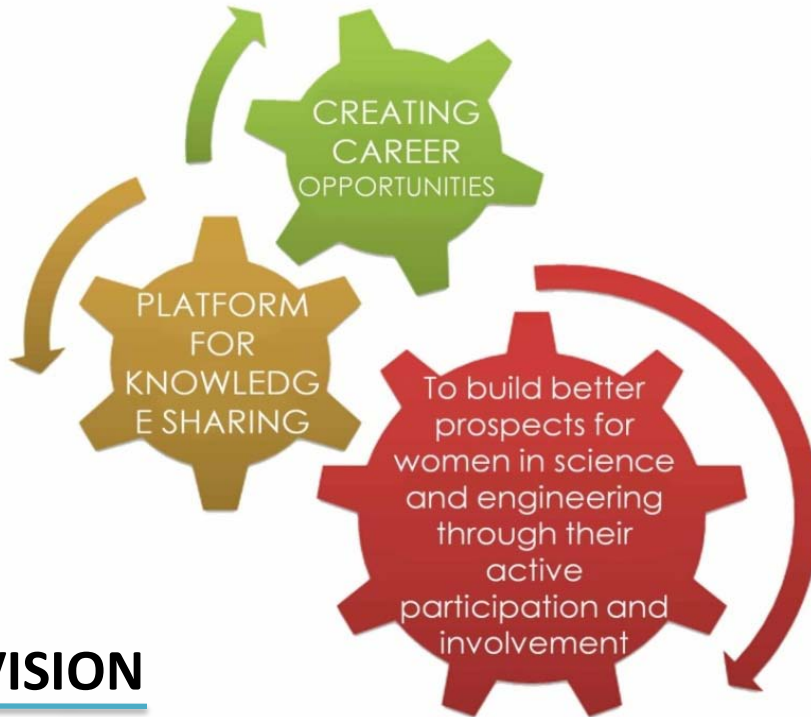 CREATING
CAREER
OPPORTUNITIES
PLATFORM
FOR
KNOWLEDG
E SHARING
To build better
prospects for
women in science
and engineering
through their
active
participation and
involvement
VISION